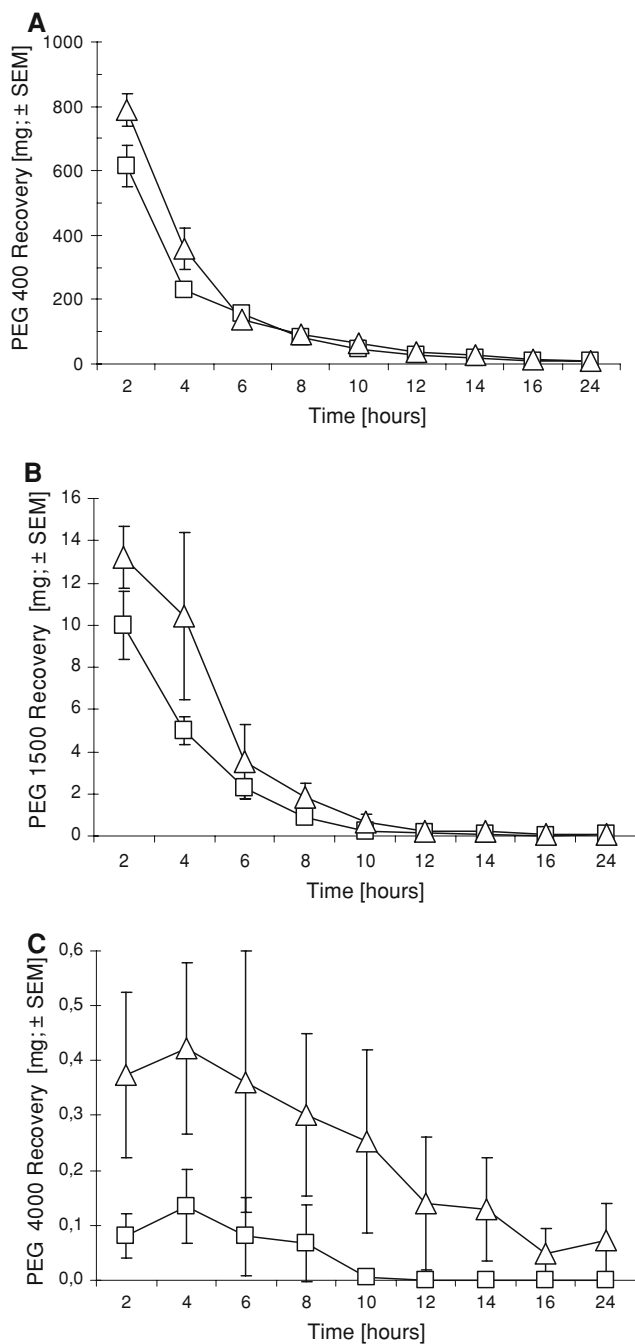 A
PEG 400 Recovery [mg; ± SEM]
1000
800
600
400
200
0
2 4 6 8 10 12 14 16 24
Time [hours]
B
PEG 1500 Recovery [mg; ± SEM]
16
14
12
10
8
6
4
2
0
2 4 6 8 10 12 14 16 24
Time [hours]
C
PEG 4000 Recovery [mg; ± SEM]
0,6
0,5
0,4
0,3
0,2
0,1
0,0
2 4 6 8 10 12 14 16 24
Time [hours]